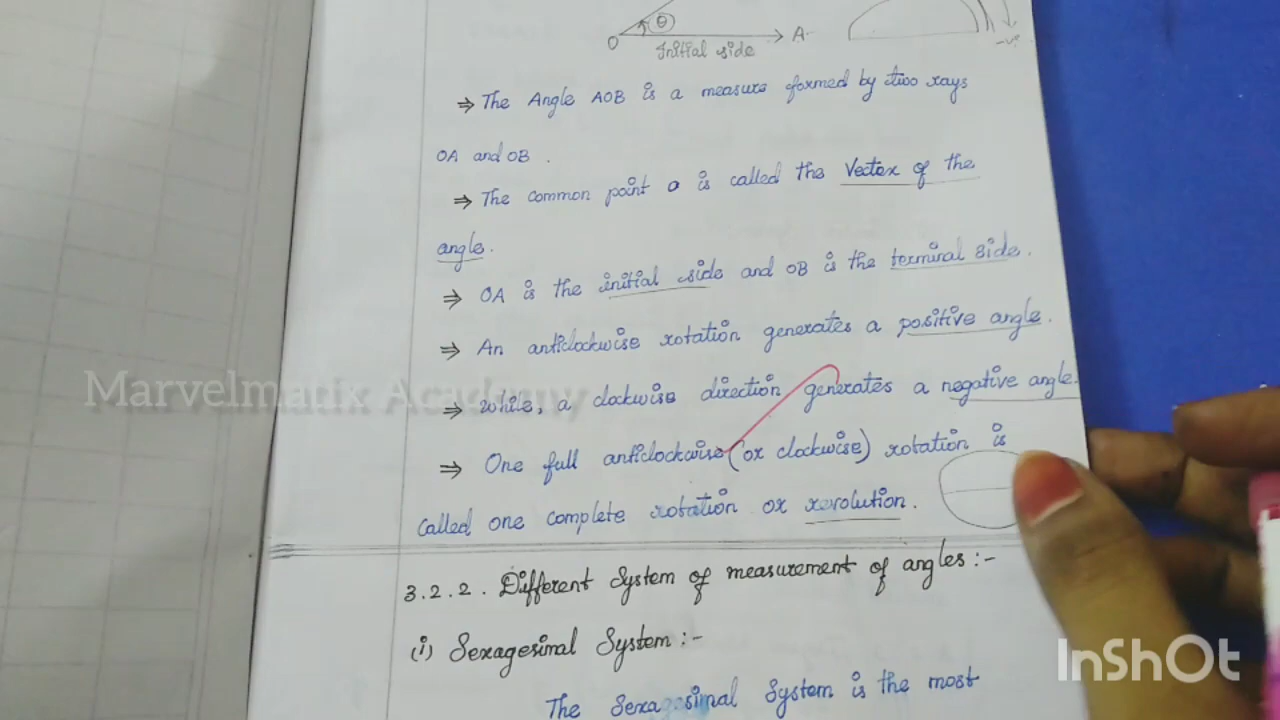 θ
O
A
Initial side
-ve
⇒ The Angle AOB is a measure formed by two rays
OA and OB .
⇒ The common point o is called the Vectex of the
angle.
⇒ OA is the initial side and OB is the terminal side.
⇒ An anticlockwise rotation generates a positive angle.
⇒ While, a clockwise direction generates a negative angle.
⇒ One full anticlockwise (or clockwise) rotation is
called one complete rotation or revolution.
3.2.2. Different System of measurement of angles :-
(i) Sexagesimal System :-
The Sexagesimal System is the most
Marvelmatix Academy
InShOt